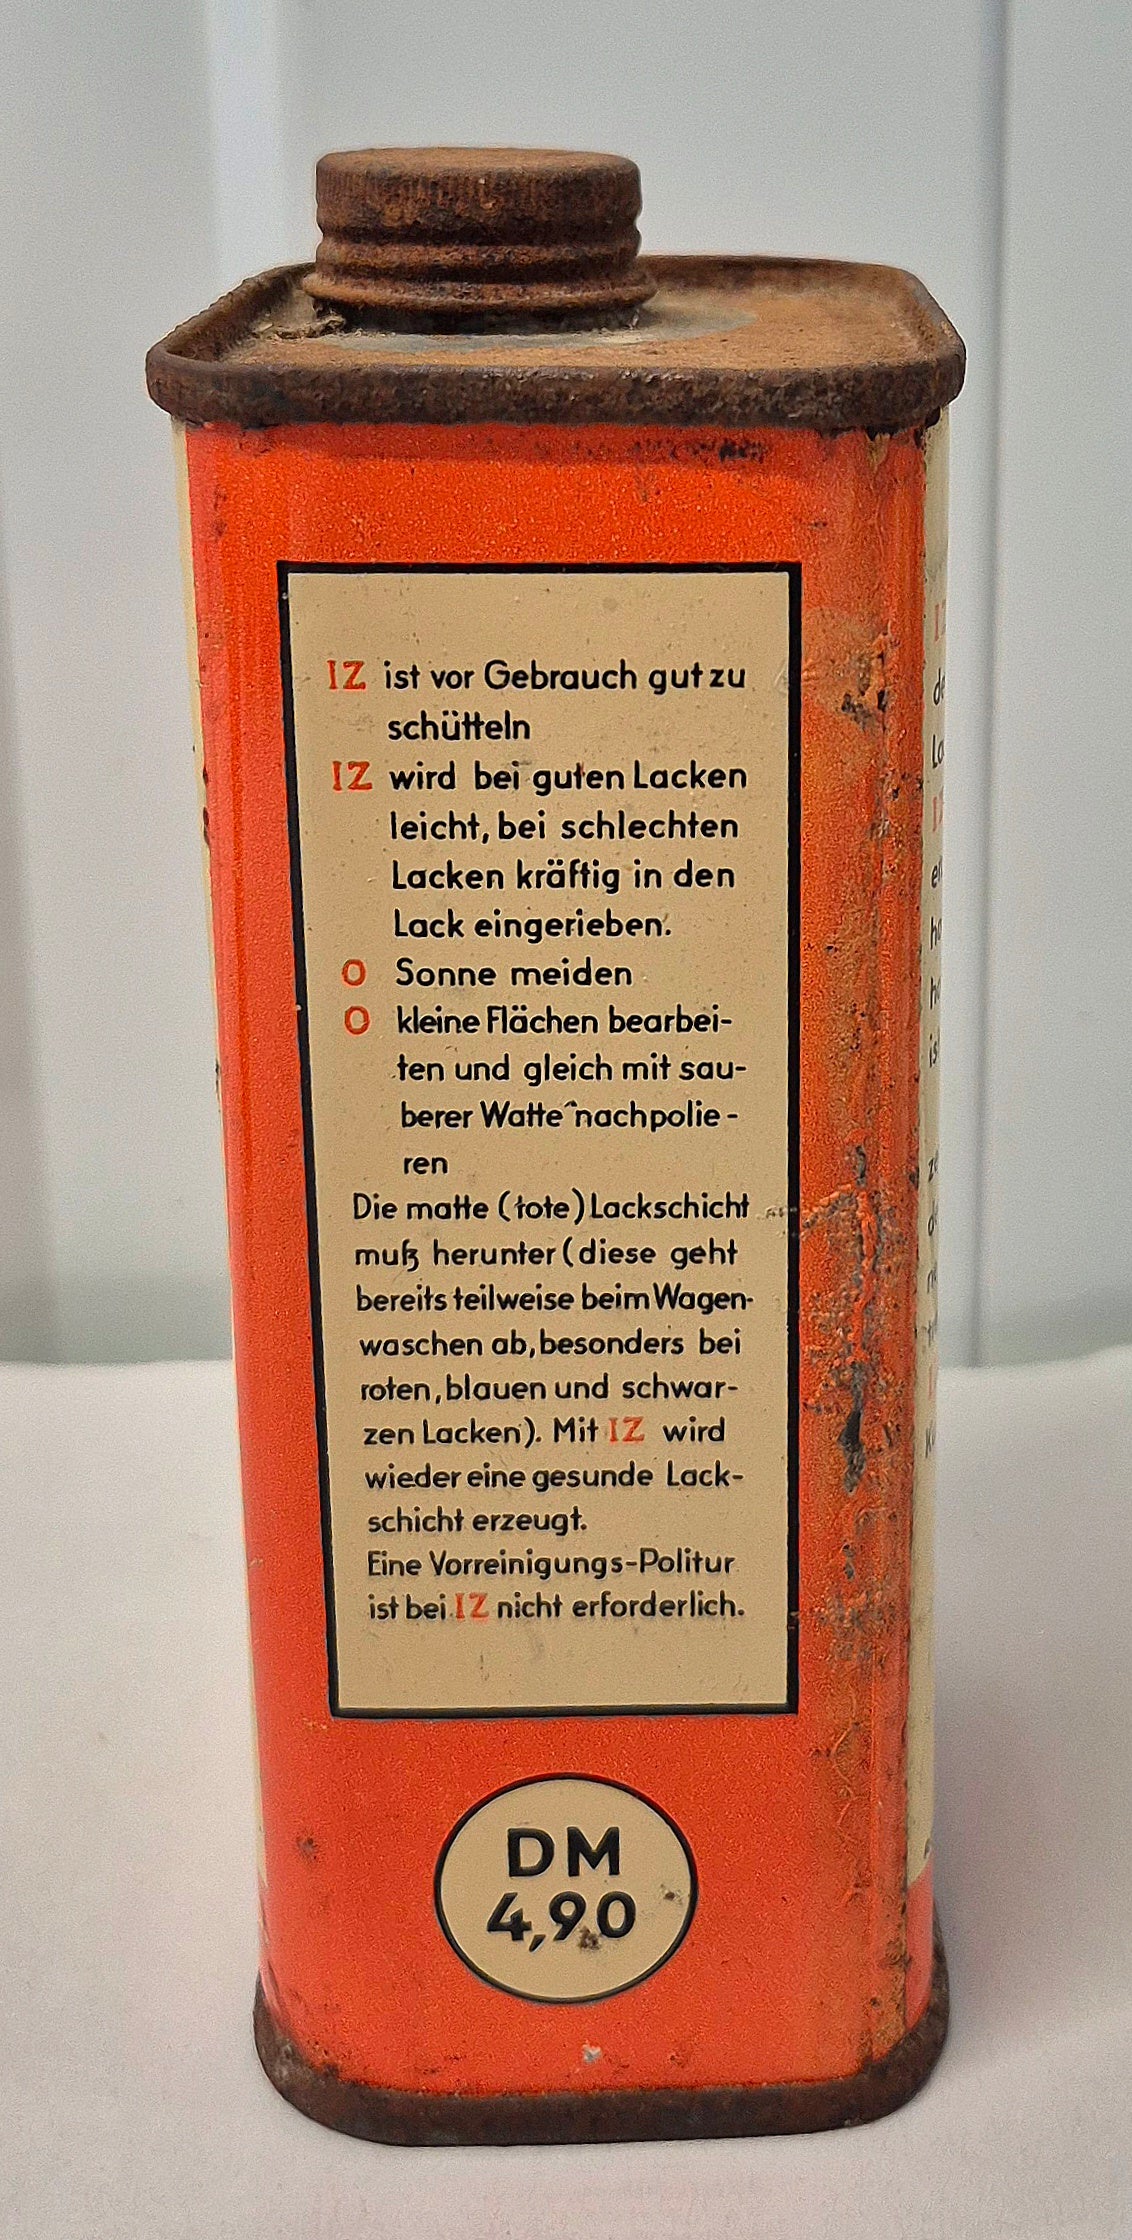 IZ ist vor Gebrauch gut zu
schütteln
IZ wird bei guten Lacken
leicht, bei schlechten
Lacken kräftig in den
Lack eingerieben.
O Sonne meiden
O kleine Flächen bearbei-
ten und gleich mit sau-
berer Watte nachpolie-
ren
Die matte (tote) Lackschicht
muß herunter (diese geht
bereits teilweise beim Wagen-
waschen ab, besonders bei
roten, blauen und schwar-
zen Lacken). Mit IZ wird
wieder eine gesunde Lack-
schicht erzeugt.
Eine Vorreinigungs-Politur
ist bei IZ nicht erforderlich.
DM
4,90